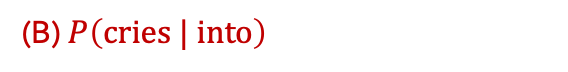 (B) P(cries | into)